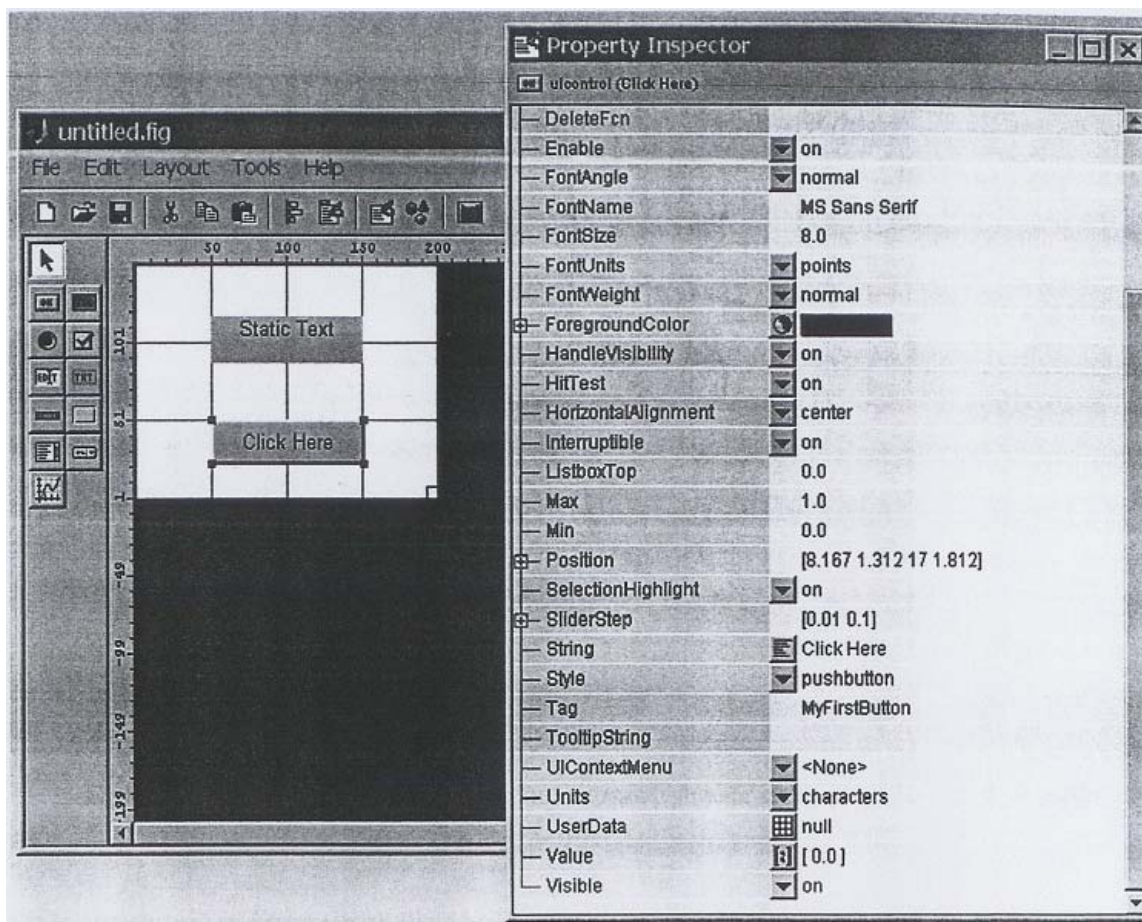 untitled.fig
File Edit Layout Tools Help
50 100 150 200
101
51
1
-49
-99
-149
-199
EDIT
TXT
Static Text
Click Here
Property Inspector
uicontrol (Click Here)
DeleteFcn
Enable on
FontAngle normal
FontName MS Sans Serif
FontSize 8.0
FontUnits points
FontWeight normal
ForegroundColor
HandleVisibility on
HitTest on
HorizontalAlignment center
Interruptible on
ListboxTop 0.0
Max 1.0
Min 0.0
Position [8.167 1.312 17 1.812]
SelectionHighlight on
SliderStep [0.01 0.1]
String Click Here
Style pushbutton
Tag MyFirstButton
TooltipString
UIContextMenu <None>
Units characters
UserData null
Value [ 0.0 ]
Visible on